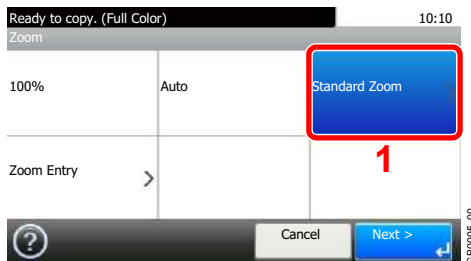 Ready to copy. (Full Color) 10:10
Zoom
100% Auto Standard Zoom
1
Zoom Entry
? Cancel Next >